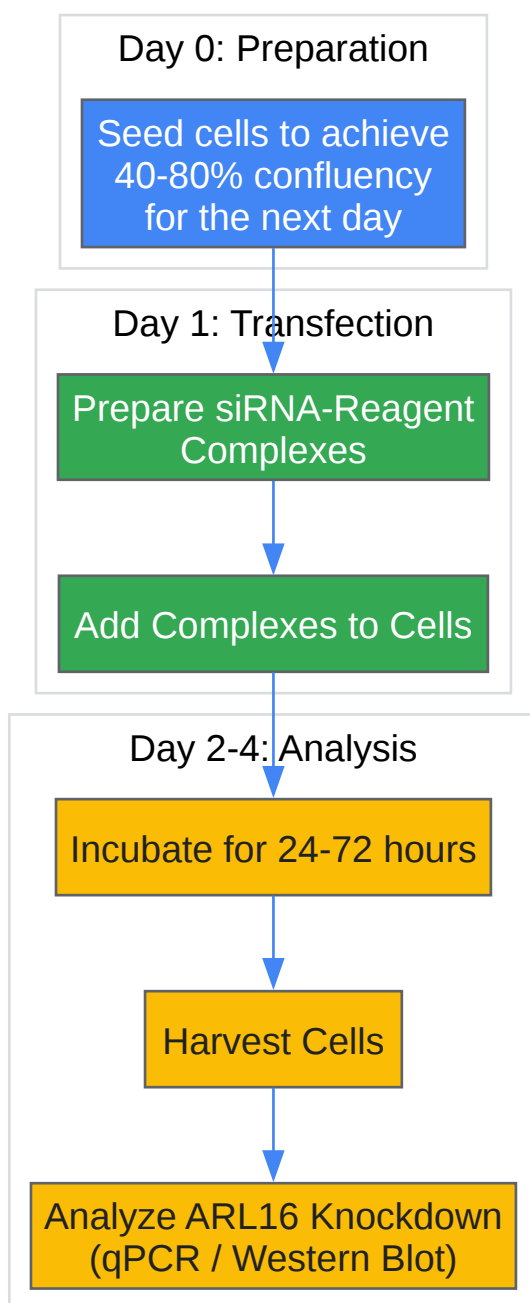 Day 0: Preparation
Seed cells to achieve
40-80% confluency
for the next day
Day 1: Transfection
Prepare siRNA-Reagent
Complexes
Add Complexes to Cells
Day 2-4: Analysis
Incubate for 24-72 hours
Harvest Cells
Analyze ARL16 Knockdown
(qPCR / Western Blot)